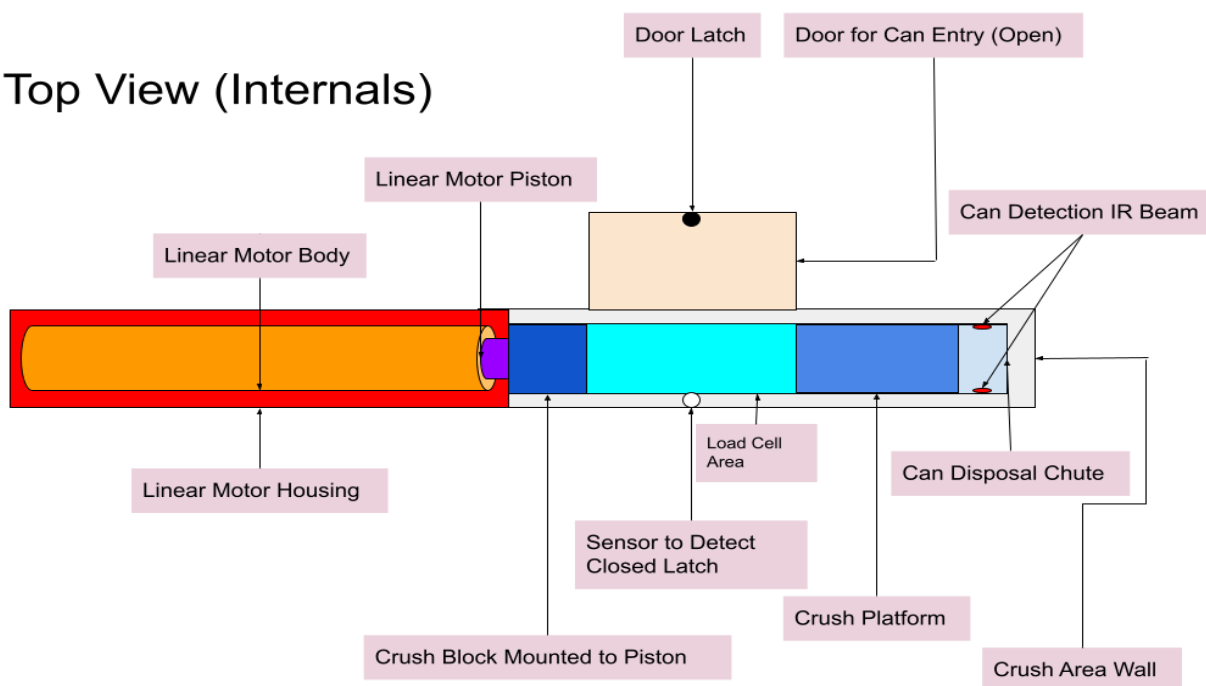 Door Latch
Door for Can Entry (Open)
Top View (Internals)
Linear Motor Piston
Can Detection IR Beam
Linear Motor Body
Load Cell
Area
Can Disposal Chute
Linear Motor Housing
Sensor to Detect
Closed Latch
Crush Platform
Crush Block Mounted to Piston
Crush Area Wall